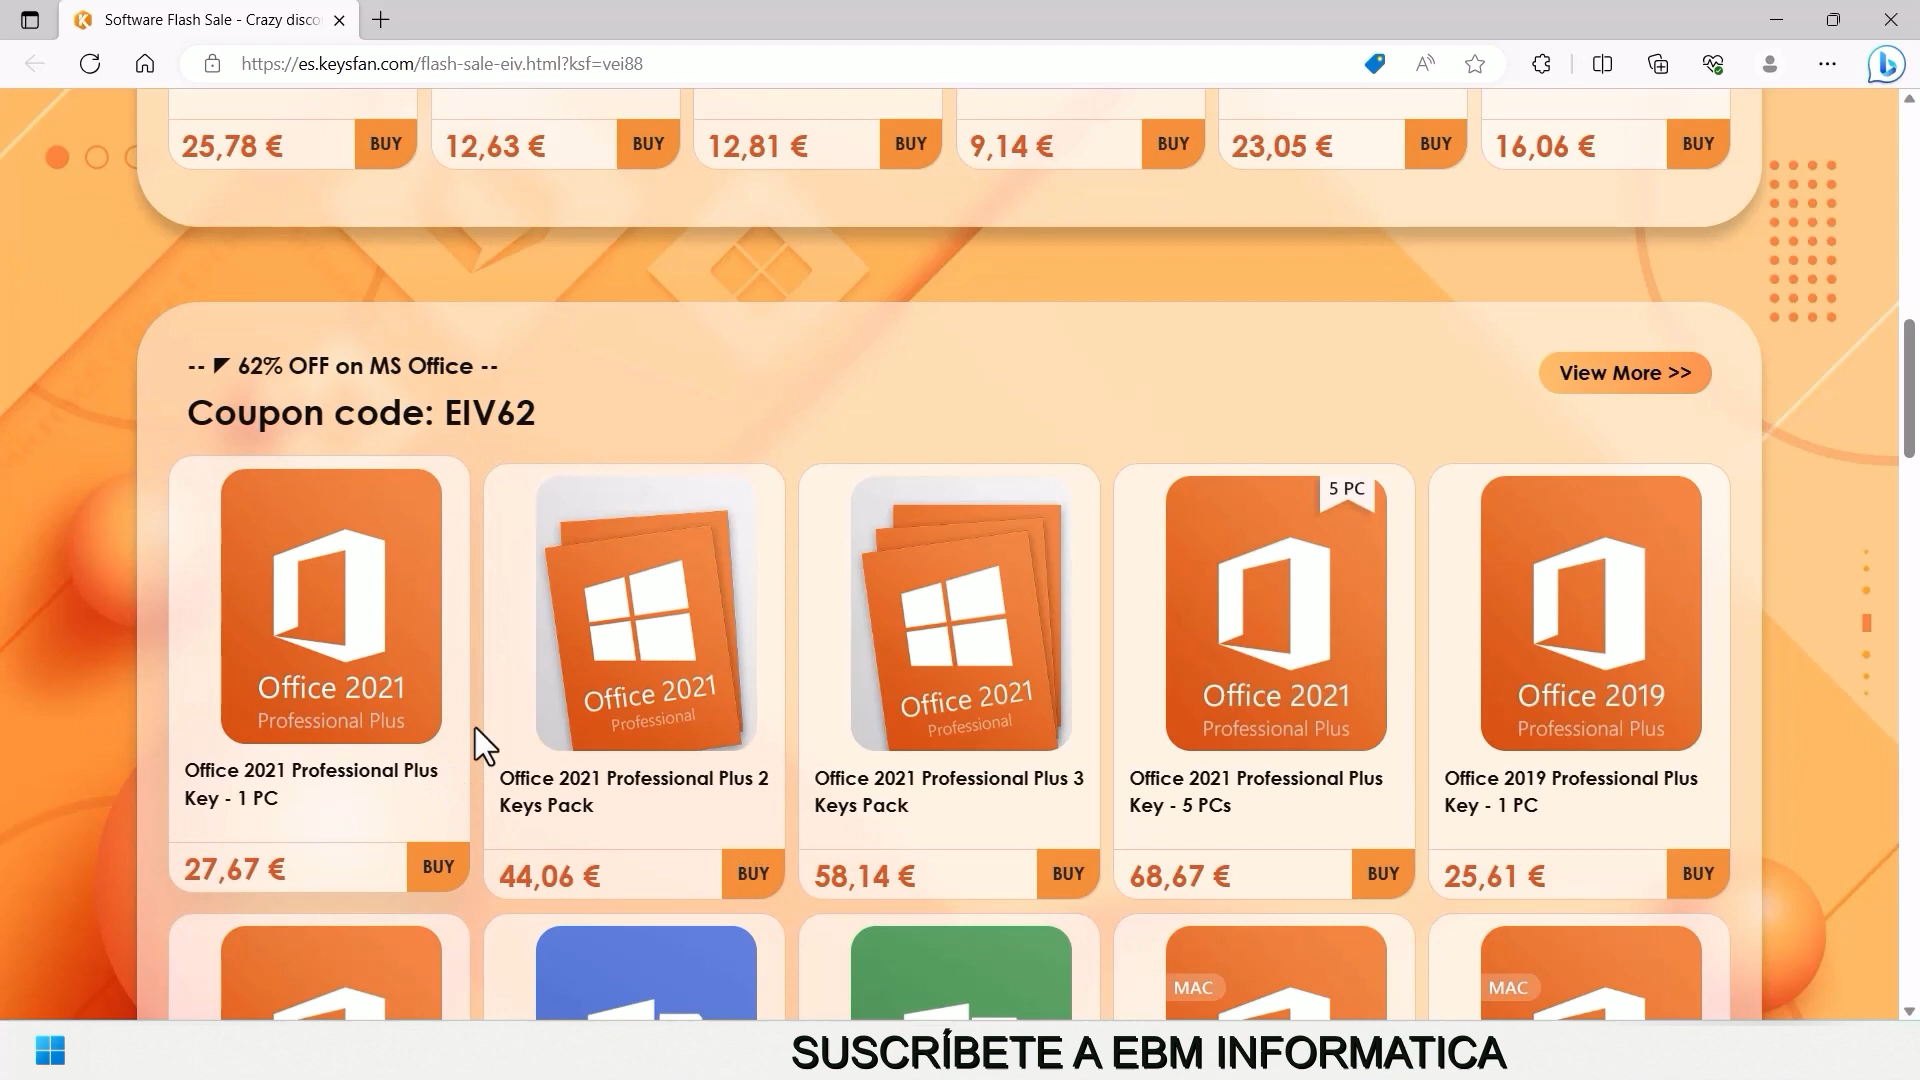 Software Flash Sale - Crazy disco
https://es.keysfan.com/flash-sale-eiv.html?ksf=vei88
25,78 € BUY
12,63 € BUY
12,81 € BUY
9,14 € BUY
23,05 € BUY
16,06 € BUY
-- ◤ 62% OFF on MS Office --
Coupon code: EIV62
View More >>
Office 2021
Professional Plus
Office 2021 Professional Plus
Key - 1 PC
27,67 € BUY
Office 2021
Professional
Office 2021 Professional Plus 2
Keys Pack
44,06 € BUY
Office 2021
Professional
Office 2021 Professional Plus 3
Keys Pack
58,14 € BUY
5 PC
Office 2021
Professional Plus
Office 2021 Professional Plus
Key - 5 PCs
68,67 € BUY
Office 2019
Professional Plus
Office 2019 Professional Plus
Key - 1 PC
25,61 € BUY
MAC
MAC
SUSCRÍBETE A EBM INFORMATICA